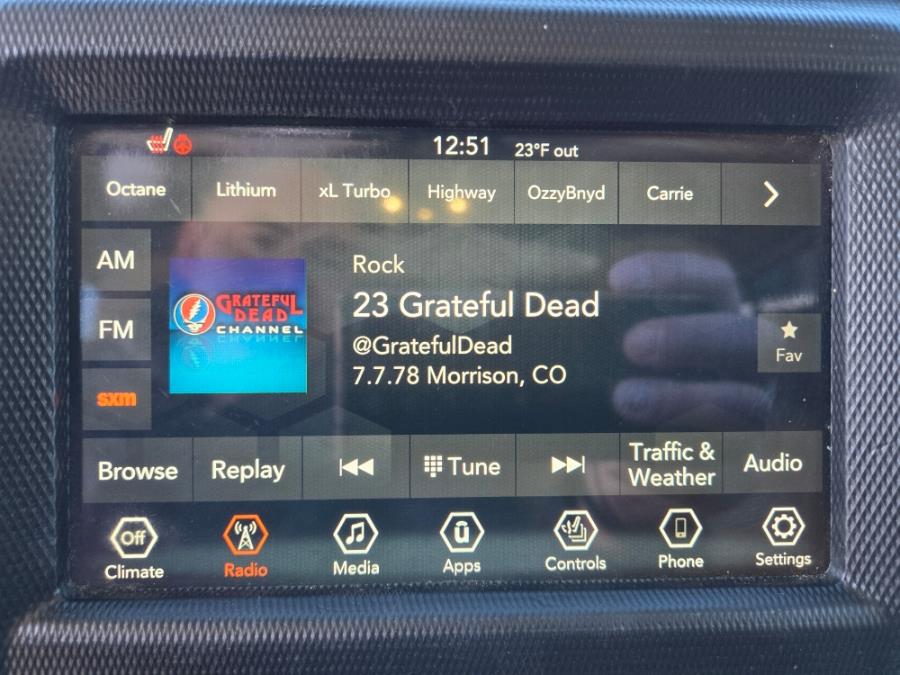 12:51 23°F out
Octane Lithium xL Turbo Highway OzzyBnyd Carrie
AM
FM
sxm
GRATEFUL
DEAD
CHANNEL
Rock
23 Grateful Dead
@GratefulDead
7.7.78 Morrison, CO
Fav
Browse Replay Tune Traffic & Weather Audio
Off
Climate Radio Media Apps Controls Phone Settings